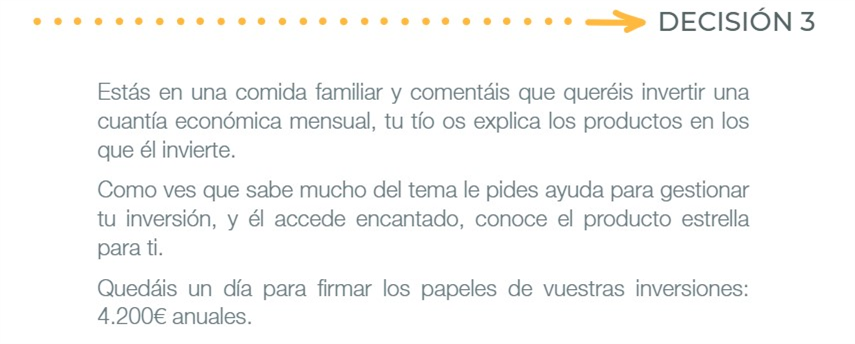 DECISIÓN 3
Estás en una comida familiar y comentáis que queréis invertir una
cuantía económica mensual, tu tío os explica los productos en los
que él invierte.
Como ves que sabe mucho del tema le pides ayuda para gestionar
tu inversión, y él accede encantado, conoce el producto estrella
para ti.
Quedáis un día para firmar los papeles de vuestras inversiones:
4.200€ anuales.